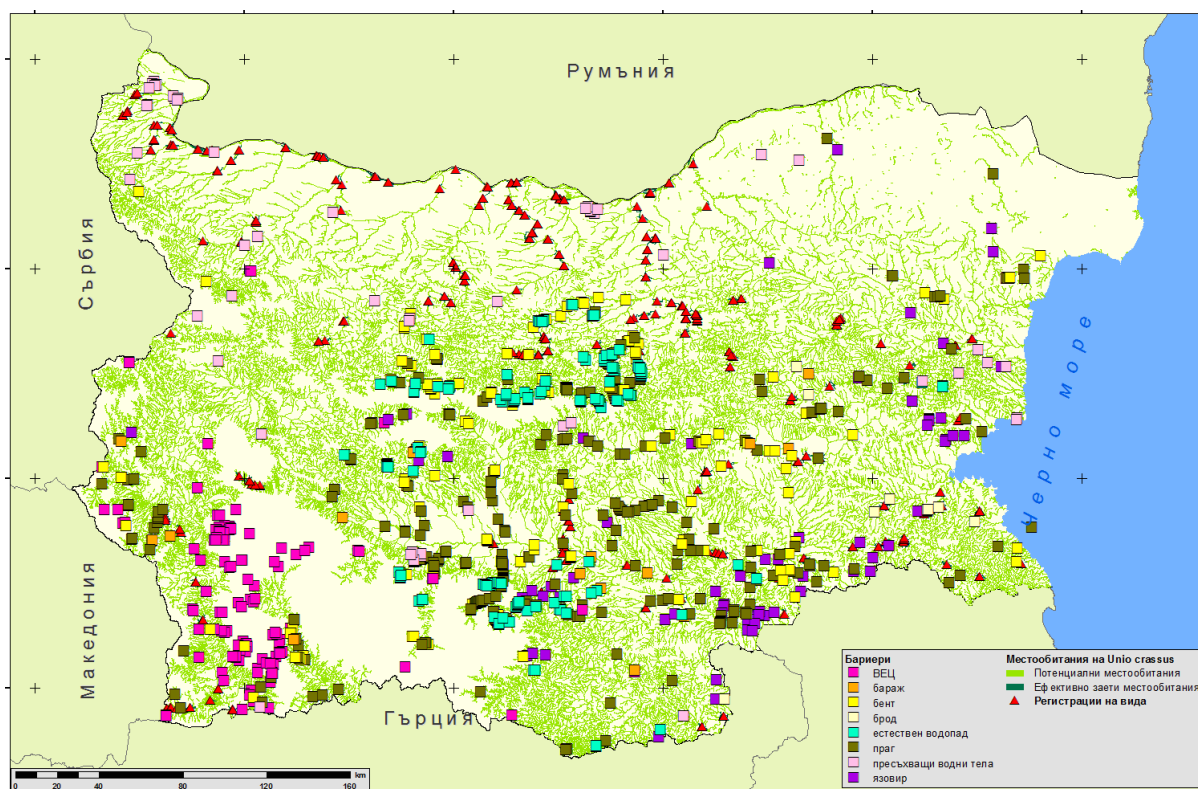 Румъния
Сърбия
Черно море
Македония
Гърция
Бариери
ВЕЦ
бараж
бент
брод
естествен водопад
праг
пресъхващи водни тела
язовир
Местообитания на Unio crassus
Потенциални местообитания
Ефективно заети местообитания
Регистрации на вида
km
0 20 40 80 120 160